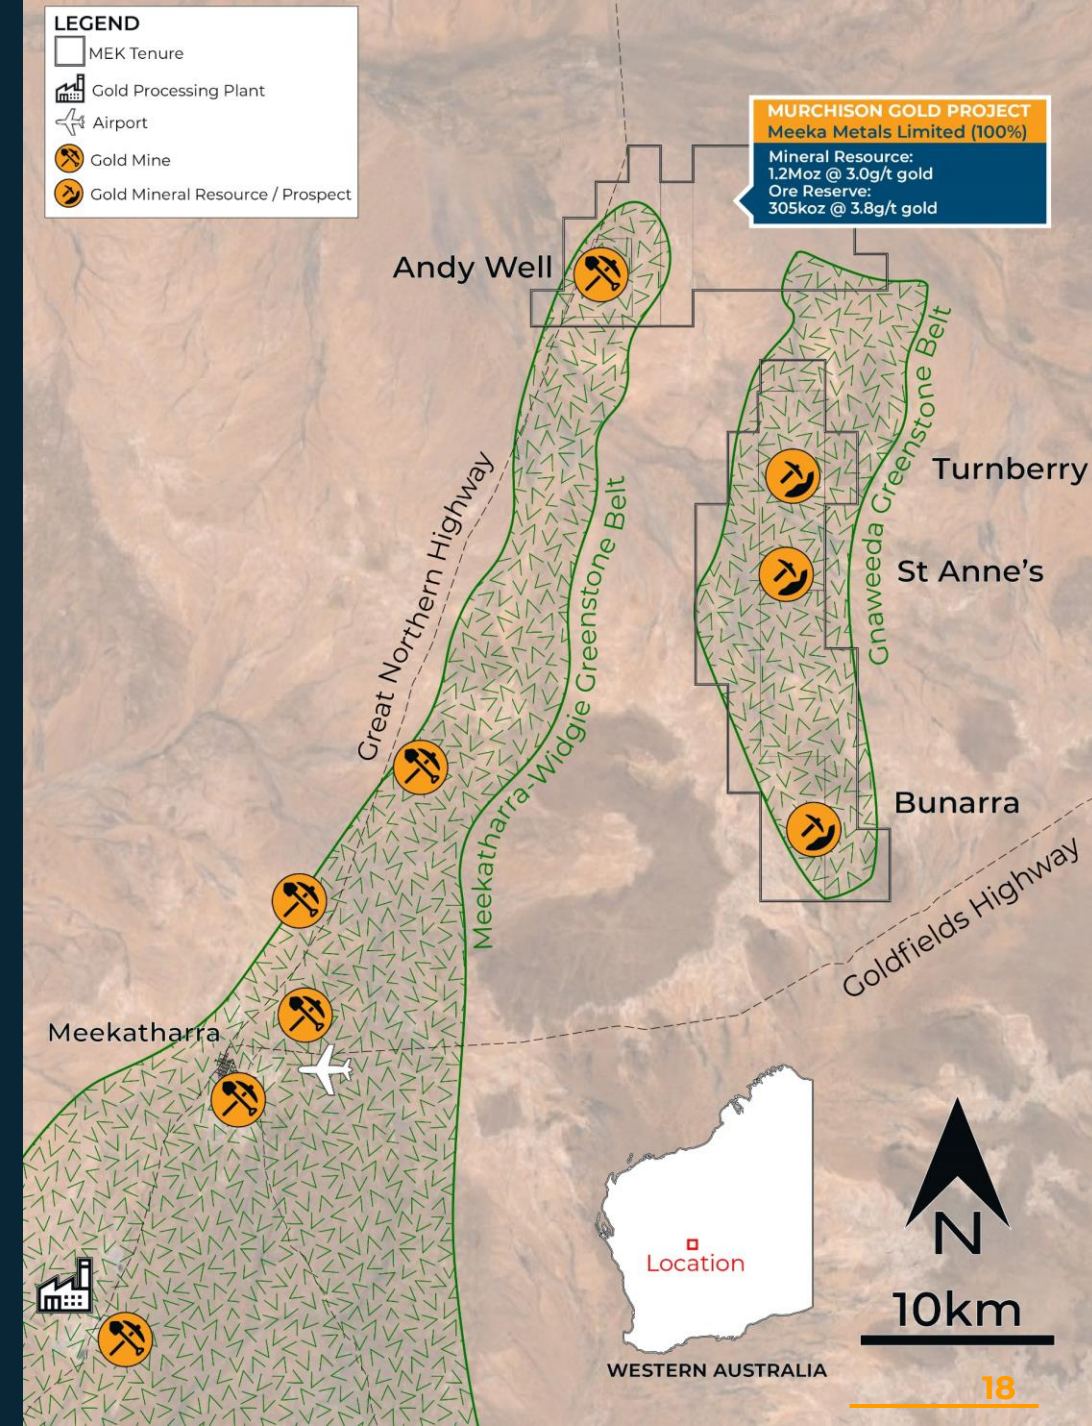 LEGEND
MEK Tenure
Gold Processing Plant
Airport
Gold Mine
Gold Mineral Resource / Prospect
MURCHISON GOLD PROJECT
Meeka Metals Limited (100%)
Mineral Resource:
1.2Moz @ 3.0g/t gold
Ore Reserve:
305koz @ 3.8g/t gold
Andy Well
Gnaweeda Greenstone Belt
Turnberry
Great Northern Highway
Meekatharra-Widgie Greenstone Belt
St Anne's
Bunarra
Goldfields Highway
Meekatharra
Location
WESTERN AUSTRALIA
N
10km
18